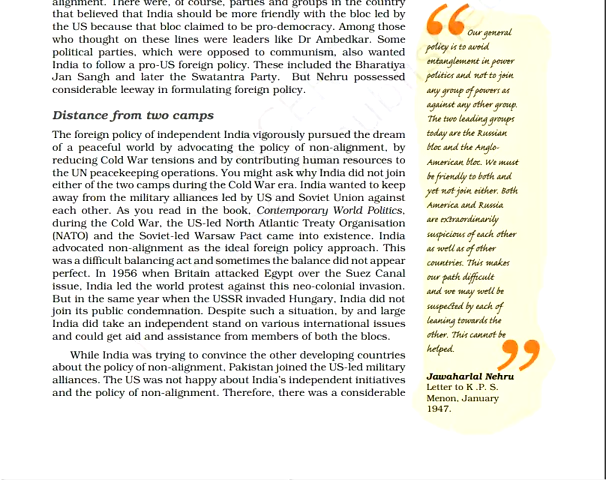 alignment. There were, of course, parties and groups in the country
that believed that India should be more friendly with the bloc led by
the US because that bloc claimed to be pro-democracy. Among those
who thought on these lines were leaders like Dr Ambedkar. Some
political parties, which were opposed to communism, also wanted
India to follow a pro-US foreign policy. These included the Bharatiya
Jan Sangh and later the Swatantra Party. But Nehru possessed
considerable leeway in formulating foreign policy.
Distance from two camps
The foreign policy of independent India vigorously pursued the dream
of a peaceful world by advocating the policy of non-alignment, by
reducing Cold War tensions and by contributing human resources to
the UN peacekeeping operations. You might ask why India did not join
either of the two camps during the Cold War era. India wanted to keep
away from the military alliances led by US and Soviet Union against
each other. As you read in the book, Contemporary World Politics,
during the Cold War, the US-led North Atlantic Treaty Organisation
(NATO) and the Soviet-led Warsaw Pact came into existence. India
advocated non-alignment as the ideal foreign policy approach. This
was a difficult balancing act and sometimes the balance did not appear
perfect. In 1956 when Britain attacked Egypt over the Suez Canal
issue, India led the world protest against this neo-colonial invasion.
But in the same year when the USSR invaded Hungary, India did not
join its public condemnation. Despite such a situation, by and large
India did take an independent stand on various international issues
and could get aid and assistance from members of both the blocs.
While India was trying to convince the other developing countries
about the policy of non-alignment, Pakistan joined the US-led military
alliances. The US was not happy about India's independent initiatives
and the policy of non-alignment. Therefore, there was a considerable
“Our general
policy is to avoid
entanglement in power
politics and not to join
any group of powers as
against any other group.
The two leading groups
today are the Russian
bloc and the Anglo-
American bloc. We must
be friendly to both and
yet not join either. Both
America and Russia
are extraordinarily
suspicious of each other
as well as of other
countries. This makes
our path difficult
and we may well be
suspected by each of
leaning towards the
other. This cannot be
helped.”
Jawaharlal Nehru
Letter to K .P. S.
Menon, January
1947.